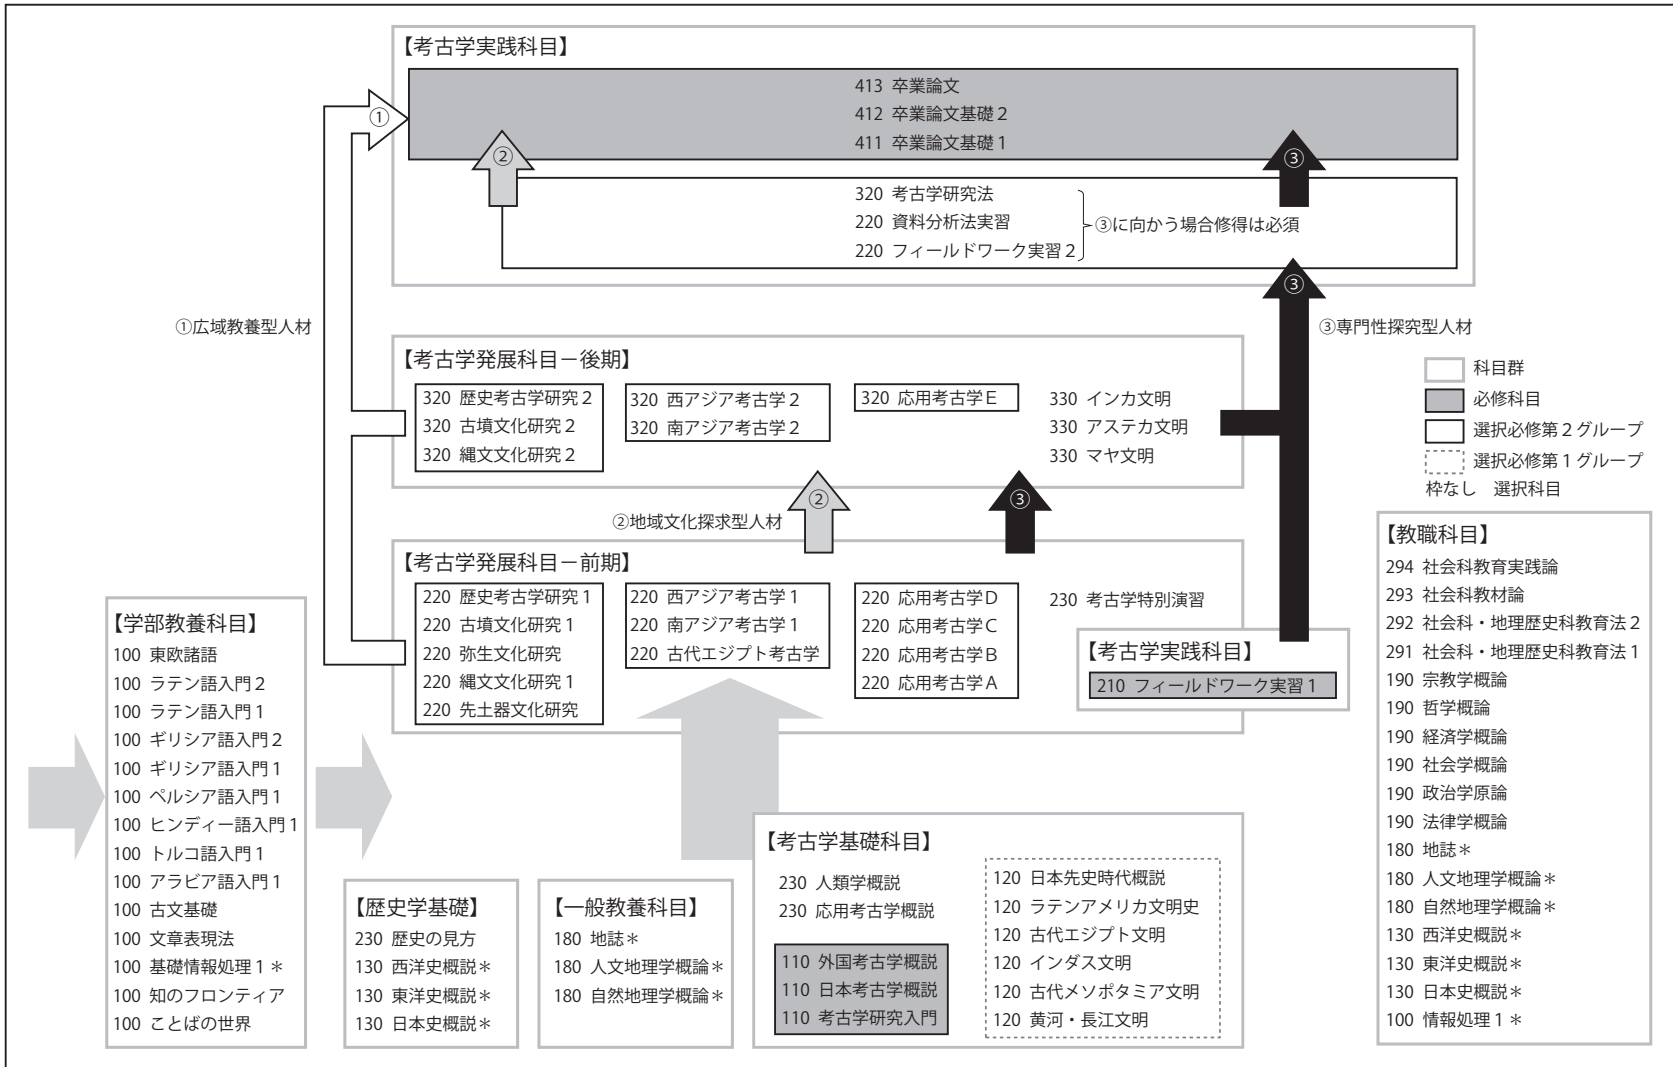 【考古学実践科目】
413 卒業論文
412 卒業論文基礎2
411 卒業論文基礎1
①
②
③
320 考古学研究法
220 資料分析法実習
220 フィールドワーク実習2
③に向かう場合修得は必須
③
①広域教養型人材
③専門性探究型人材
【考古学発展科目－後期】
320 歴史考古学研究2
320 古墳文化研究2
320 縄文文化研究2
320 西アジア考古学2
320 南アジア考古学2
320 応用考古学E
330 インカ文明
330 アステカ文明
330 マヤ文明
科目群
必修科目
選択必修第2グループ
選択必修第1グループ
枠なし 選択科目
②
③
②地域文化探求型人材
【考古学発展科目－前期】
220 歴史考古学研究1
220 古墳文化研究1
220 弥生文化研究
220 縄文文化研究1
220 先土器文化研究
220 西アジア考古学1
220 南アジア考古学1
220 古代エジプト考古学
220 応用考古学D
220 応用考古学C
220 応用考古学B
220 応用考古学A
230 考古学特別演習
【考古学実践科目】
210 フィールドワーク実習1
【学部教養科目】
100 東欧諸語
100 ラテン語入門2
100 ラテン語入門1
100 ギリシア語入門2
100 ギリシア語入門1
100 ペルシア語入門1
100 ヒンディー語入門1
100 トルコ語入門1
100 アラビア語入門1
100 古文基礎
100 文章表現法
100 基礎情報処理1＊
100 知のフロンティア
100 ことばの世界
【歴史学基礎】
230 歴史の見方
130 西洋史概説＊
130 東洋史概説＊
130 日本史概説＊
【一般教養科目】
180 地誌＊
180 人文地理学概論＊
180 自然地理学概論＊
【考古学基礎科目】
230 人類学概説
230 応用考古学概説
110 外国考古学概説
110 日本考古学概説
110 考古学研究入門
120 日本先史時代概説
120 ラテンアメリカ文明史
120 古代エジプト文明
120 インダス文明
120 古代メソポタミア文明
120 黄河・長江文明
【教職科目】
294 社会科教育実践論
293 社会科教材論
292 社会科・地理歴史科教育法2
291 社会科・地理歴史科教育法1
190 宗教学概論
190 哲学概論
190 経済学概論
190 社会学概論
190 政治学原論
190 法律学概論
180 地誌＊
180 人文地理学概論＊
180 自然地理学概論＊
130 西洋史概説＊
130 東洋史概説＊
130 日本史概説＊
100 情報処理1＊